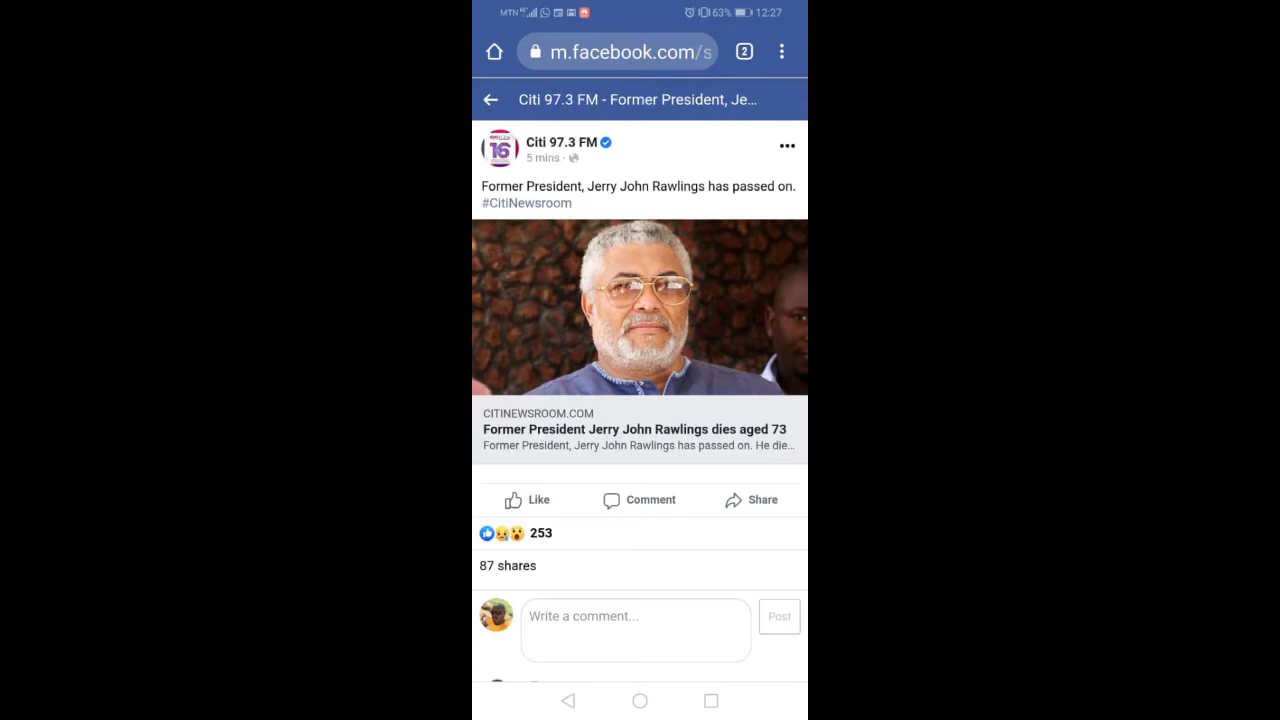 MTN 63% 12:27
m.facebook.com/s 2
Citi 97.3 FM - Former President, Je...
Citi 97.3 FM
5 mins ·
16
Former President, Jerry John Rawlings has passed on.
#CitiNewsroom
CITINEWSROOM.COM
Former President Jerry John Rawlings dies aged 73
Former President, Jerry John Rawlings has passed on. He die...
Like Comment Share
253
87 shares
Write a comment... Post